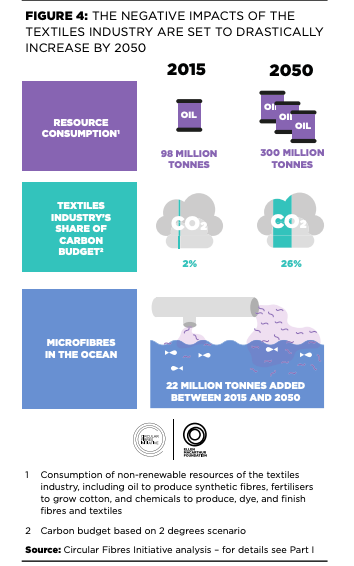 FIGURE 4: THE NEGATIVE IMPACTS OF THE
TEXTILES INDUSTRY ARE SET TO DRASTICALLY
INCREASE BY 2050
2015
2050
RESOURCE
CONSUMPTION¹
OIL
OIL
OIL
OIL
98 MILLION
TONNES
300 MILLION
TONNES
TEXTILES
INDUSTRY'S
SHARE OF
CARBON
BUDGET²
CO₂
CO₂
2%
26%
MICROFIBRES
IN THE OCEAN
22 MILLION TONNES ADDED
BETWEEN 2015 AND 2050
CIRCULAR
FIBRES
INITIATIVE
ELLEN
MACARTHUR
FOUNDATION
1 Consumption of non-renewable resources of the textiles
industry, including oil to produce synthetic fibres, fertilisers
to grow cotton, and chemicals to produce, dye, and finish
fibres and textiles
2 Carbon budget based on 2 degrees scenario
Source: Circular Fibres Initiative analysis – for details see Part I